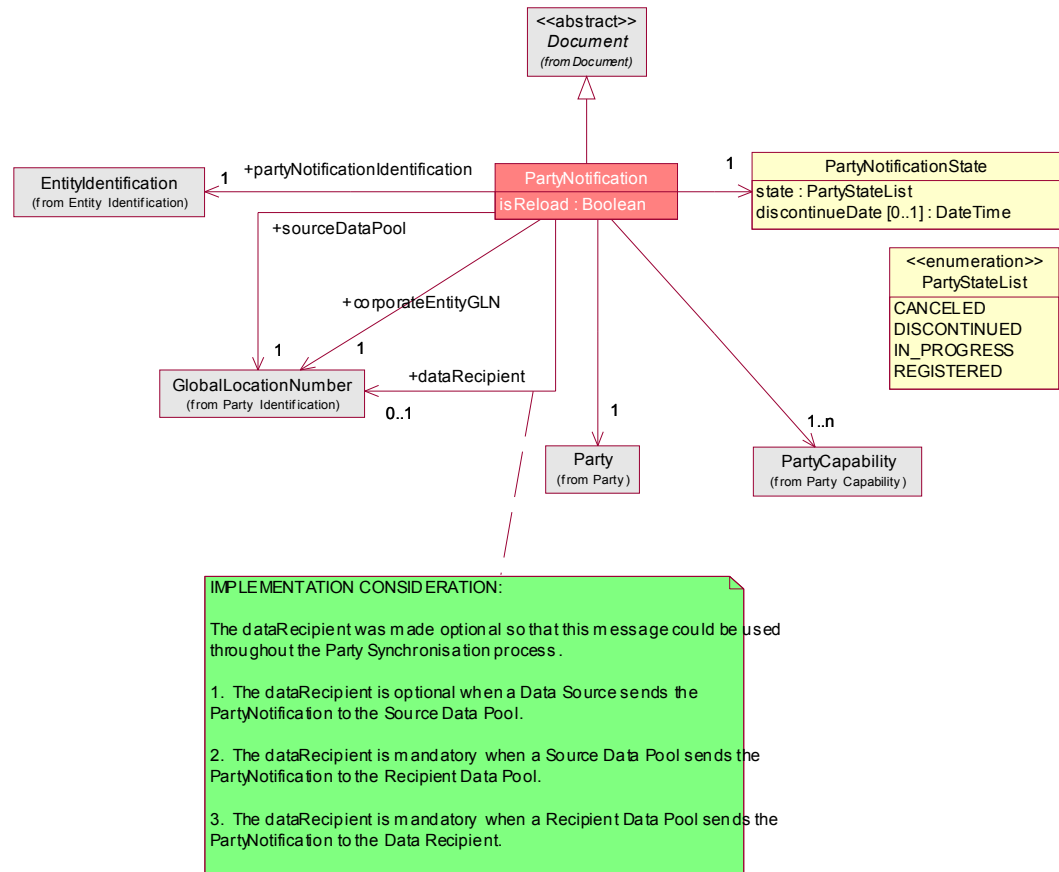 <<abstract>>
Document
(from Document)
EntityIdentification
(from Entity Identification)
1
+partyNotificationIdentification
PartyNotification
isReload : Boolean
1
PartyNotificationState
state : PartyStateList
discontinueDate [0..1] : DateTime
+sourceDataPool
<<enumeration>>
PartyStateList
CANCELED
DISCONTINUED
IN_PROGRESS
REGISTERED
+corporateEntityGLN
1
1
GlobalLocationNumber
(from Party Identification)
+dataRecipient
0..1
1
Party
(from Party)
1..n
PartyCapability
(from Party Capability)
IMPLEMENTATION CONSIDERATION:
The dataRecipient was made optional so that this message could be used
throughout the Party Synchronisation process.
1. The dataRecipient is optional when a Data Source sends the
PartyNotification to the Source Data Pool.
2. The dataRecipient is mandatory when a Source Data Pool sends the
PartyNotification to the Recipient Data Pool.
3. The dataRecipient is mandatory when a Recipient Data Pool sends the
PartyNotification to the Data Recipient.